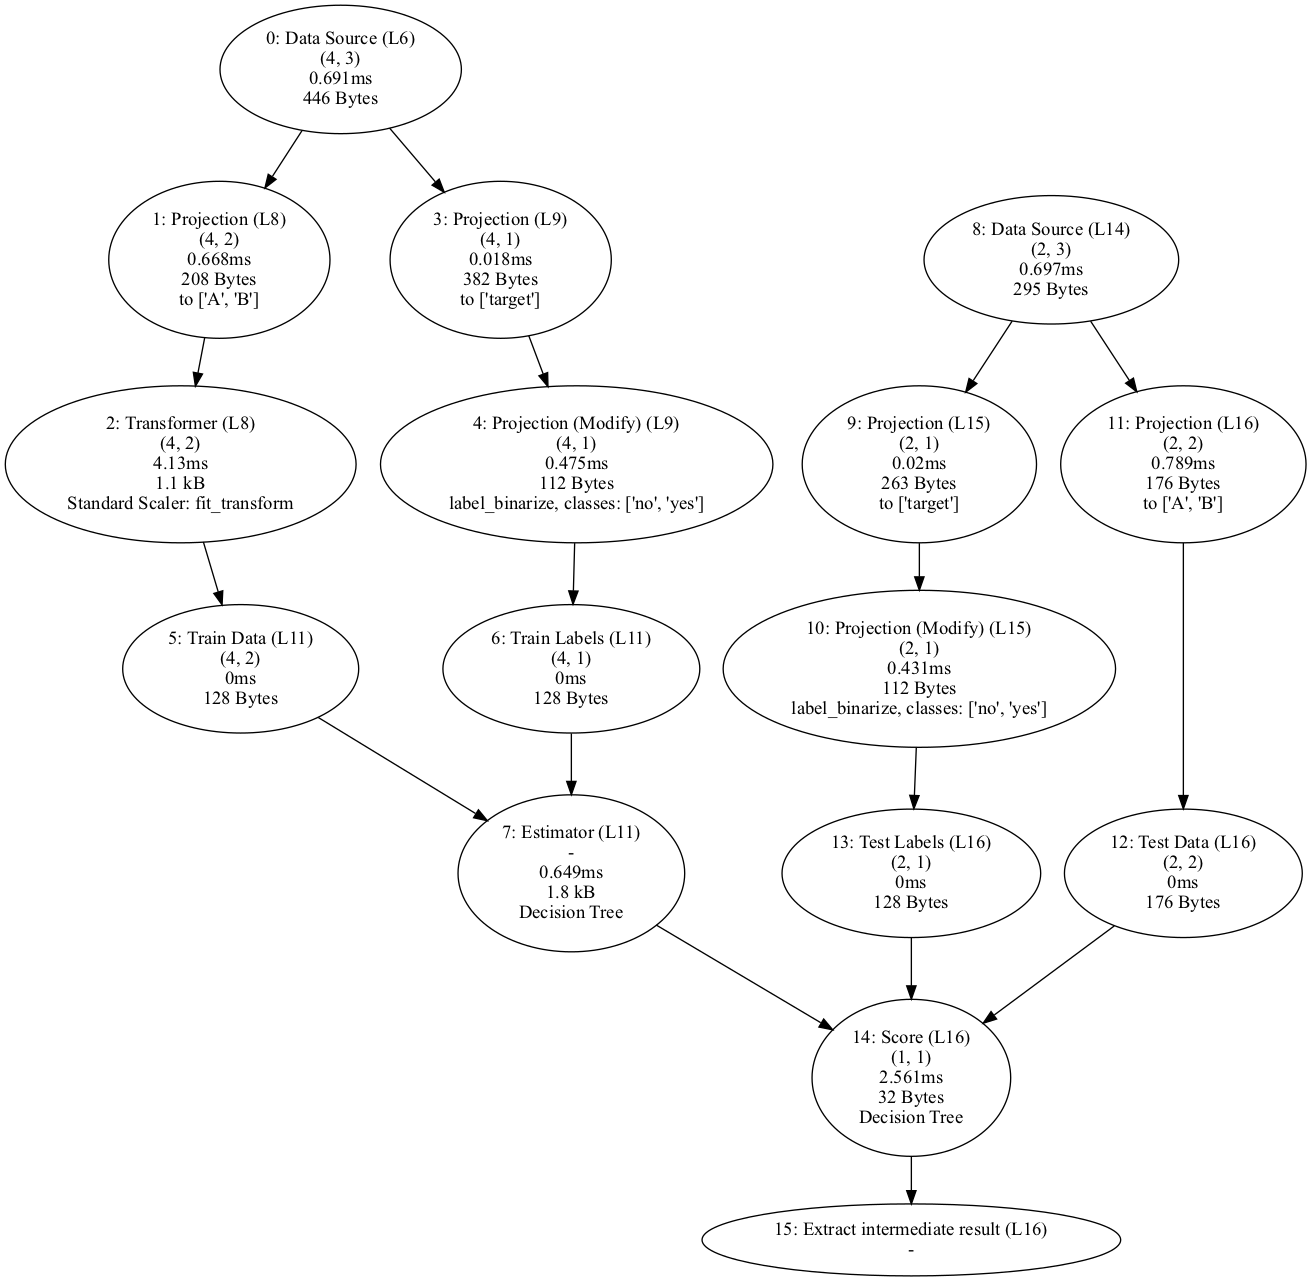 0: Data Source (L6)
(4, 3)
0.691ms
446 Bytes
1: Projection (L8)
(4, 2)
0.668ms
208 Bytes
to ['A', 'B']
3: Projection (L9)
(4, 1)
0.018ms
382 Bytes
to ['target']
8: Data Source (L14)
(2, 3)
0.697ms
295 Bytes
2: Transformer (L8)
(4, 2)
4.13ms
1.1 kB
Standard Scaler: fit_transform
4: Projection (Modify) (L9)
(4, 1)
0.475ms
112 Bytes
label_binarize, classes: ['no', 'yes']
9: Projection (L15)
(2, 1)
0.02ms
263 Bytes
to ['target']
11: Projection (L16)
(2, 2)
0.789ms
176 Bytes
to ['A', 'B']
5: Train Data (L11)
(4, 2)
0ms
128 Bytes
6: Train Labels (L11)
(4, 1)
0ms
128 Bytes
10: Projection (Modify) (L15)
(2, 1)
0.431ms
112 Bytes
label_binarize, classes: ['no', 'yes']
7: Estimator (L11)
-
0.649ms
1.8 kB
Decision Tree
13: Test Labels (L16)
(2, 1)
0ms
128 Bytes
12: Test Data (L16)
(2, 2)
0ms
176 Bytes
14: Score (L16)
(1, 1)
2.561ms
32 Bytes
Decision Tree
15: Extract intermediate result (L16)
-